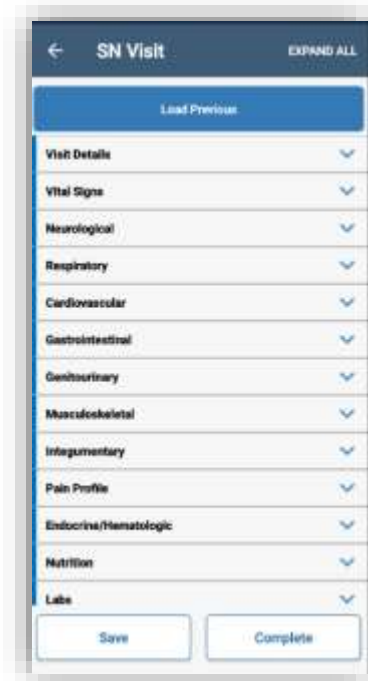 SN Visit EXPAND ALL
Load Previous
Visit Details
Vital Signs
Neurological
Respiratory
Cardiovascular
Gastrointestinal
Genitourinary
Musculoskeletal
Integumentary
Pain Profile
Endocrine/Hematologic
Nutrition
Labs
Save Complete